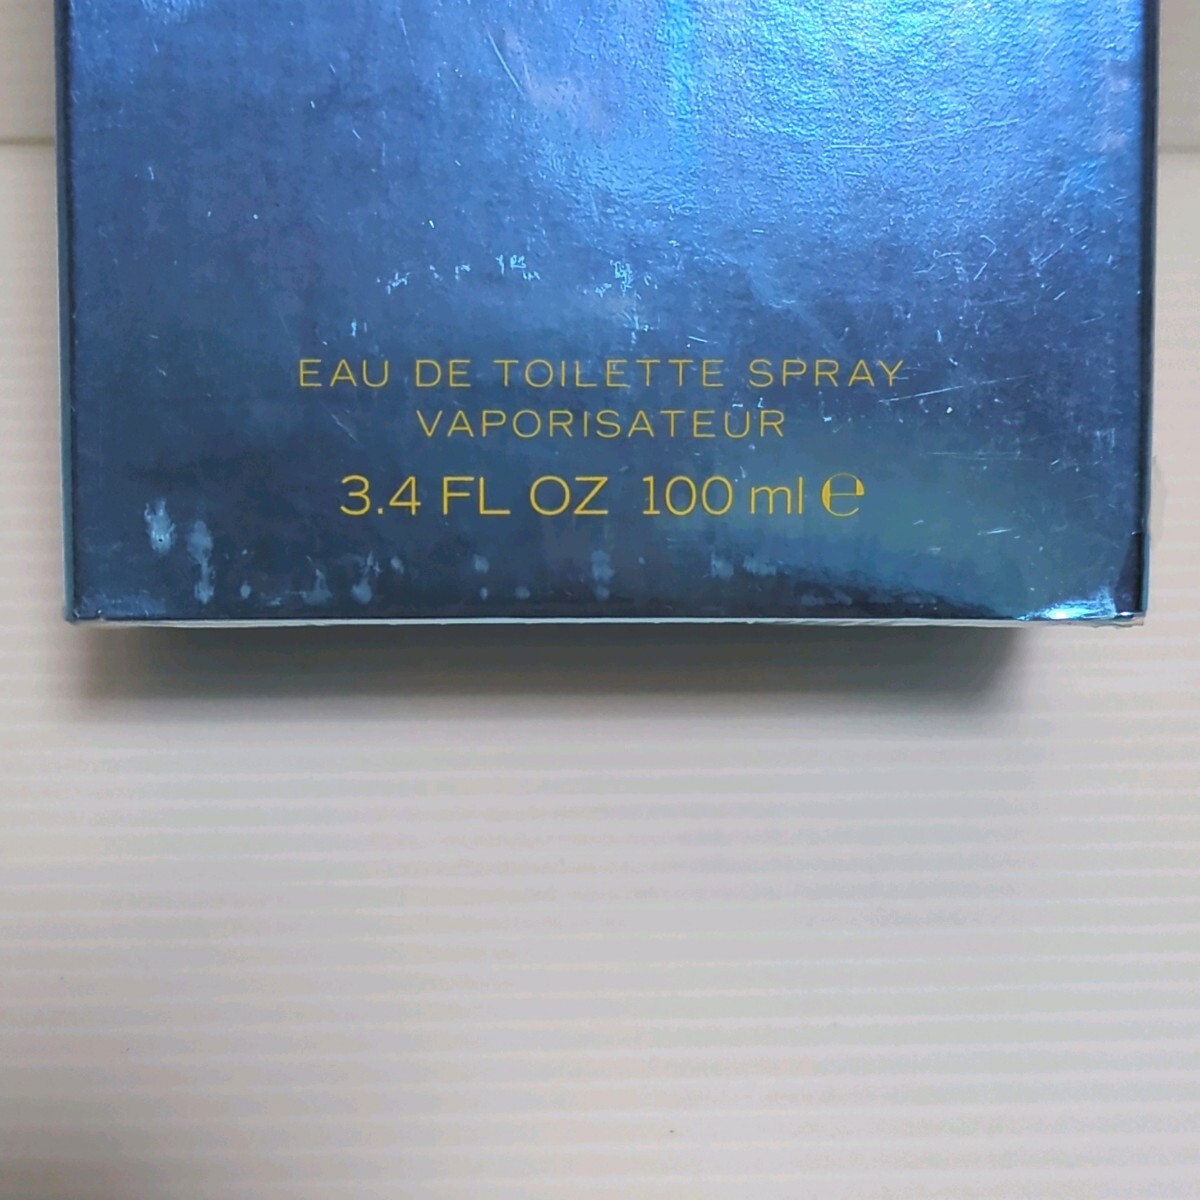 EAU DE TOILETTE SPRAY
VAPORISATEUR
3.4 FL OZ 100 ml ℮